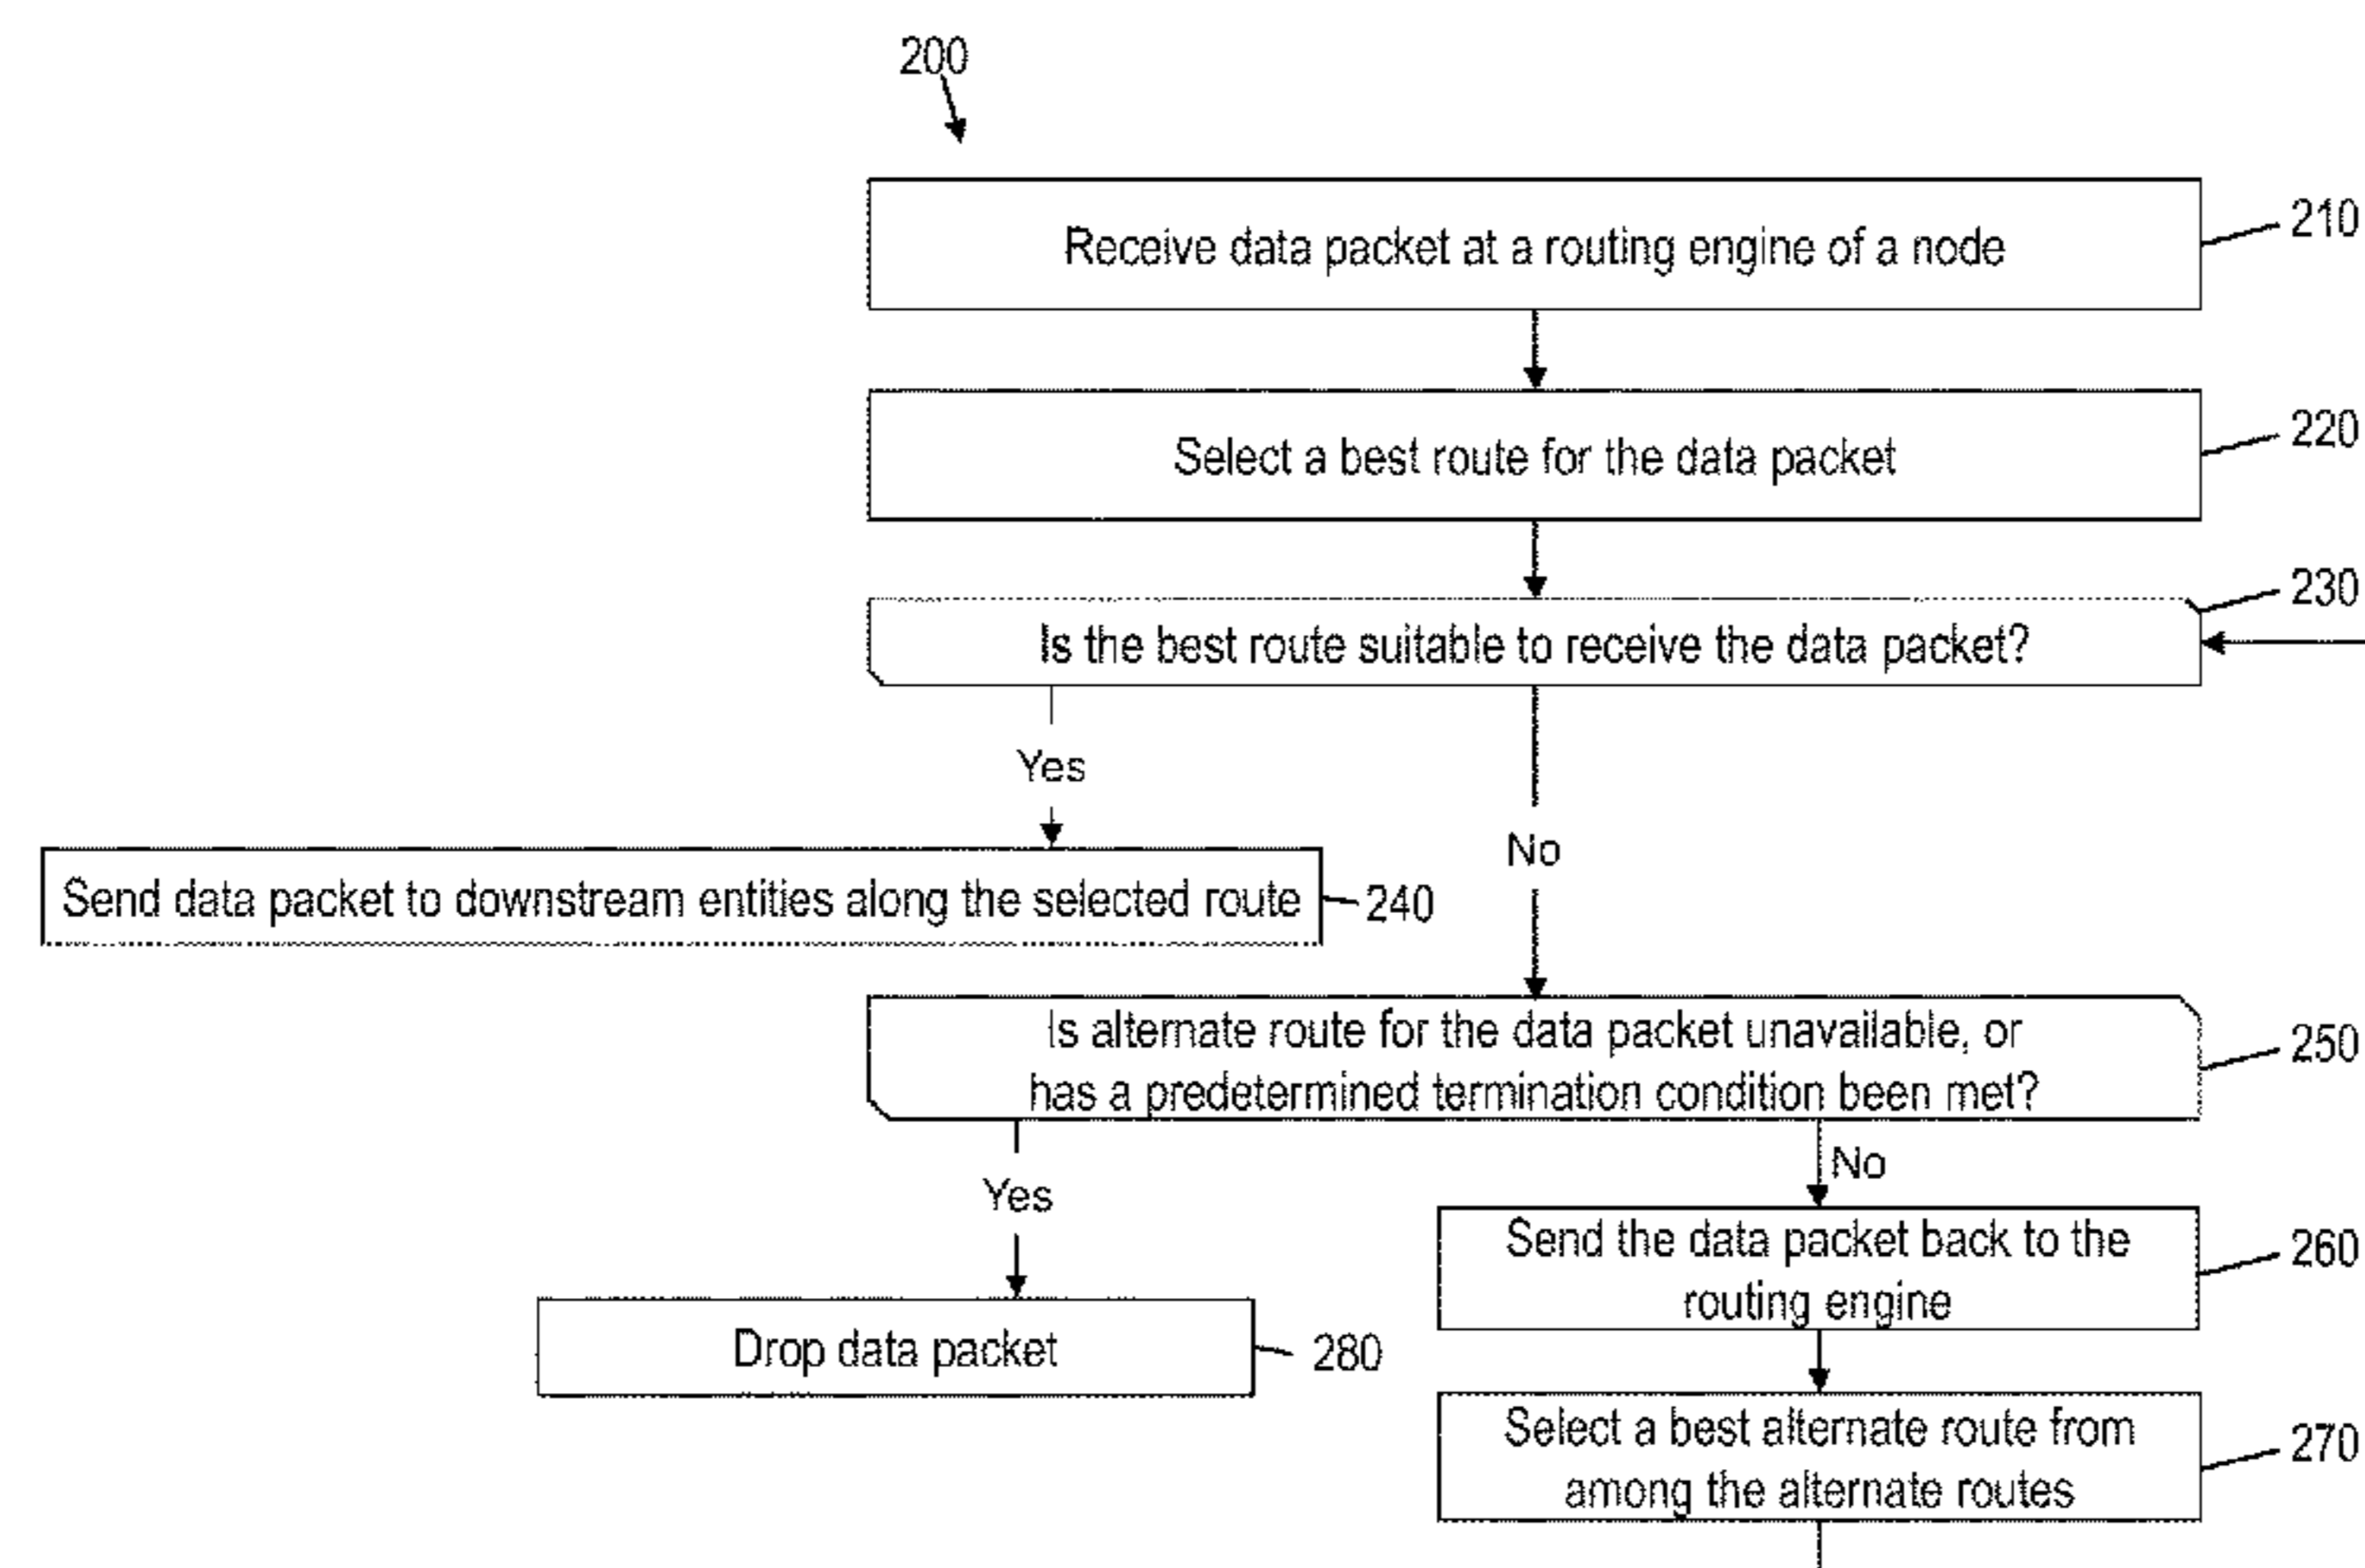 200
Receive data packet at a routing engine of a node
210
Select a best route for the data packet
220
Is the best route suitable to receive the data packet?
230
Yes
No
Send data packet to downstream entities along the selected route
240
Is alternate route for the data packet unavailable, or
has a predetermined termination condition been met?
250
Yes
No
Send the data packet back to the
routing engine
260
Drop data packet
280
Select a best alternate route from
among the alternate routes
270